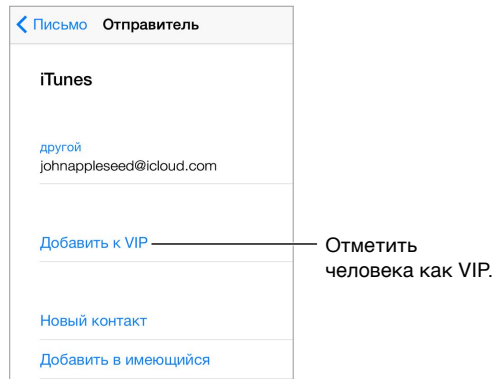 Письмо Отправитель
iTunes
другой
johnappleseed@icloud.com
Добавить к VIP
Отметить
человека как VIP.
Новый контакт
Добавить в имеющийся